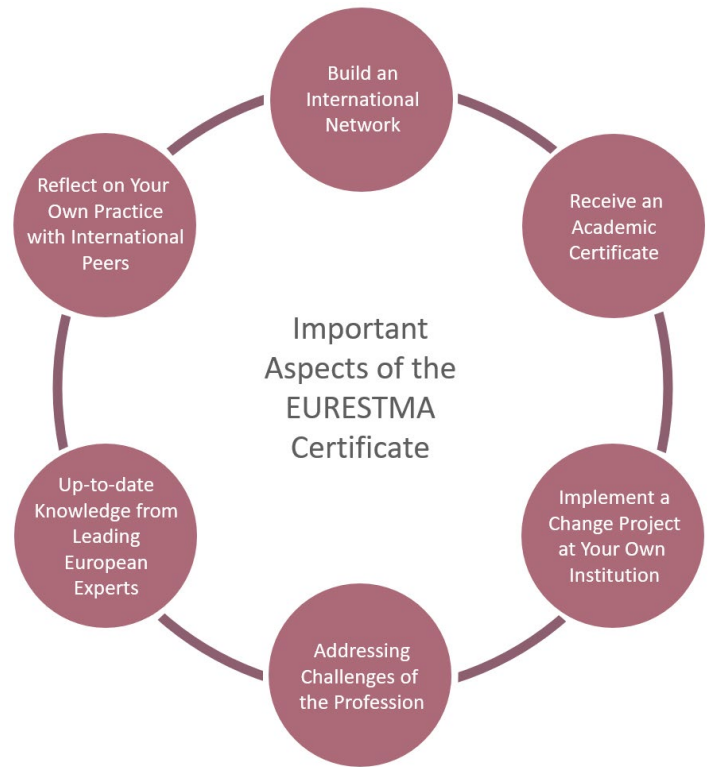 Build an
International
Network
Receive an
Academic
Certificate
Implement a
Change Project
at Your Own
Institution
Addressing
Challenges of
the Profession
Up-to-date
Knowledge from
Leading
European
Experts
Reflect on Your
Own Practice
with International
Peers
Important
Aspects of the
EURESTMA
Certificate